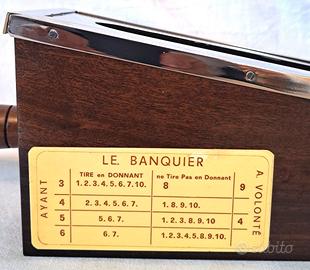 LE. BANQUIER
TIRE en DONNANT ne Tire Pas en Donnant
AYANT 3 1.2.3.4.5.6.7.10. 8 9 A VOLONTÉ
4 2.3.4.5.6.7. 1.8.9.10.
5 5.6.7. 1.2.3.8.9.10 4
6 6.7. 1.2.3.4.5.8.9.10.
subito